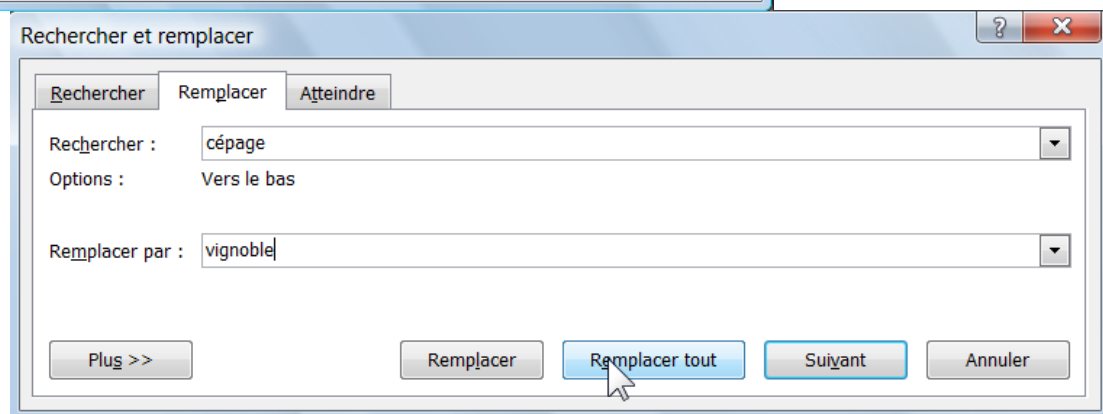 Rechercher et remplacer
Rechercher Remplacer Atteindre
Rechercher : cépage
Options : Vers le bas
Remplacer par : vignoble
Plus >> Remplacer Remplacer tout Suivant Annuler